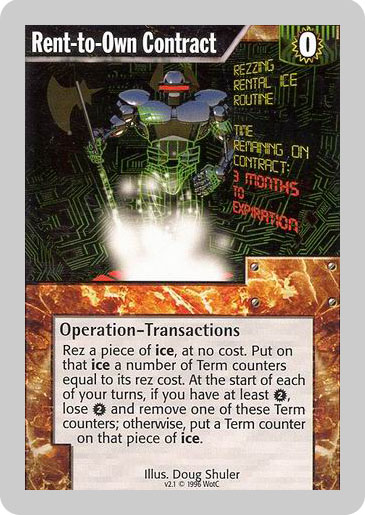 Rent-to-Own Contract
0
REZZING
RENTAL ICE
ROUTINE
TIME
REMAINING ON
CONTRACT:
3 MONTHS
TO
EXPIRATION
Operation-Transactions
Rez a piece of ice, at no cost. Put on
that ice a number of Term counters
equal to its rez cost. At the start of each
of your turns, if you have at least 2,
lose 2 and remove one of these Term
counters; otherwise, put a Term counter
on that piece of ice.
Illus. Doug Shuler
v2.1 © 1996 WotC